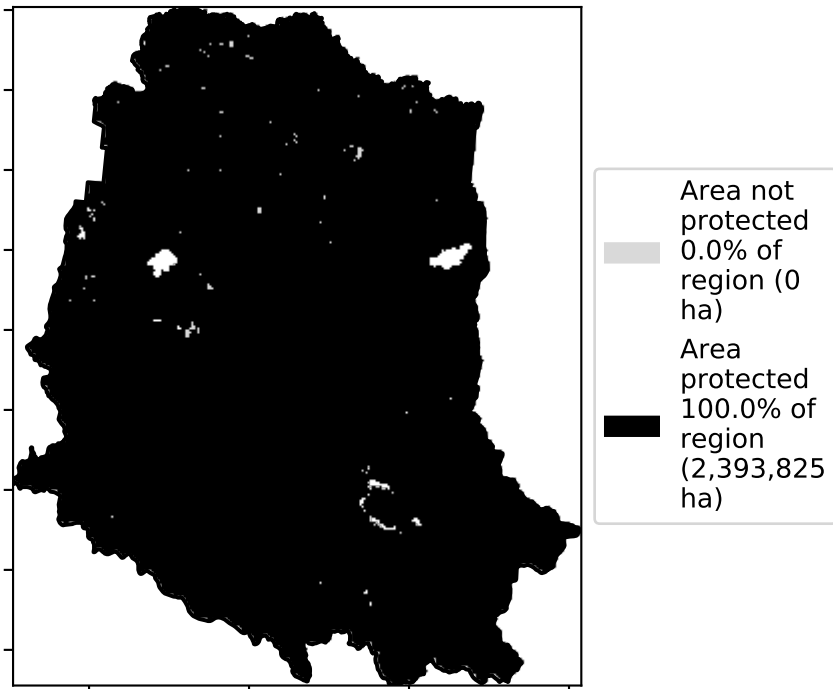 Area not
protected
0.0% of
region (0
ha)
Area
protected
100.0% of
region
(2,393,825
ha)